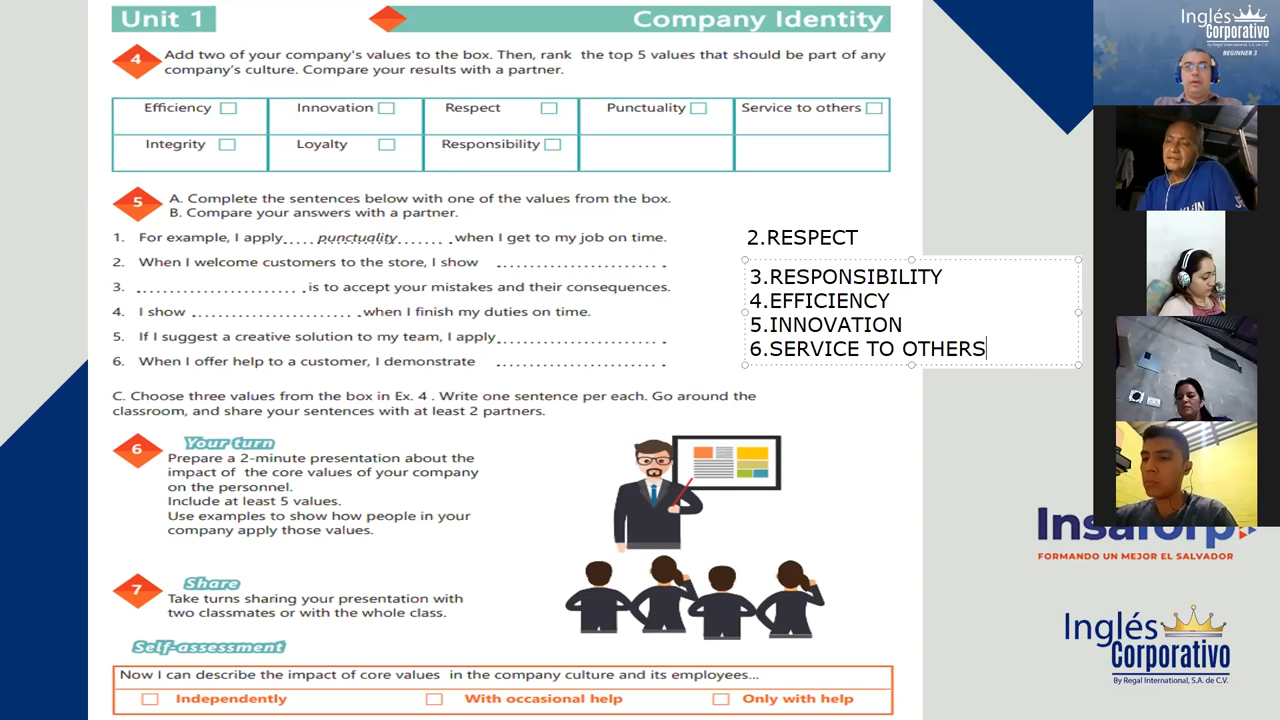 Unit 1
Company Identity
4
Add two of your company's values to the box. Then, rank the top 5 values that should be part of any
company's culture. Compare your results with a partner.
Efficiency
Innovation
Respect
Punctuality
Service to others
Integrity
Loyalty
Responsibility
5
A. Complete the sentences below with one of the values from the box.
B. Compare your answers with a partner.
1. For example, I apply.....punctuality........,when I get to my job on time.
2. When I welcome customers to the store, I show ...........................
3. ........................... is to accept your mistakes and their consequences.
4. I show ........................... when I finish my duties on time.
5. If I suggest a creative solution to my team, I apply...........................
6. When I offer help to a customer, I demonstrate ...........................
2.RESPECT
3.RESPONSIBILITY
4.EFFICIENCY
5.INNOVATION
6.SERVICE TO OTHERS
C. Choose three values from the box in Ex. 4 . Write one sentence per each. Go around the
classroom, and share your sentences with at least 2 partners.
6
Your turn
Prepare a 2-minute presentation about the
impact of the core values of your company
on the personnel.
Include at least 5 values.
Use examples to show how people in your
company apply those values.
7
Share
Take turns sharing your presentation with
two classmates or with the whole class.
Self-assessment
Now I can describe the impact of core values in the company culture and its employees...
Independently
With occasional help
Only with help
Inglés
Corporativo
By Regal International, S.A. de C.V.
BEGINNER 3
Insaforp
FORMANDO UN MEJOR EL SALVADOR
Inglés
Corporativo
By Regal International, S.A. de C.V.